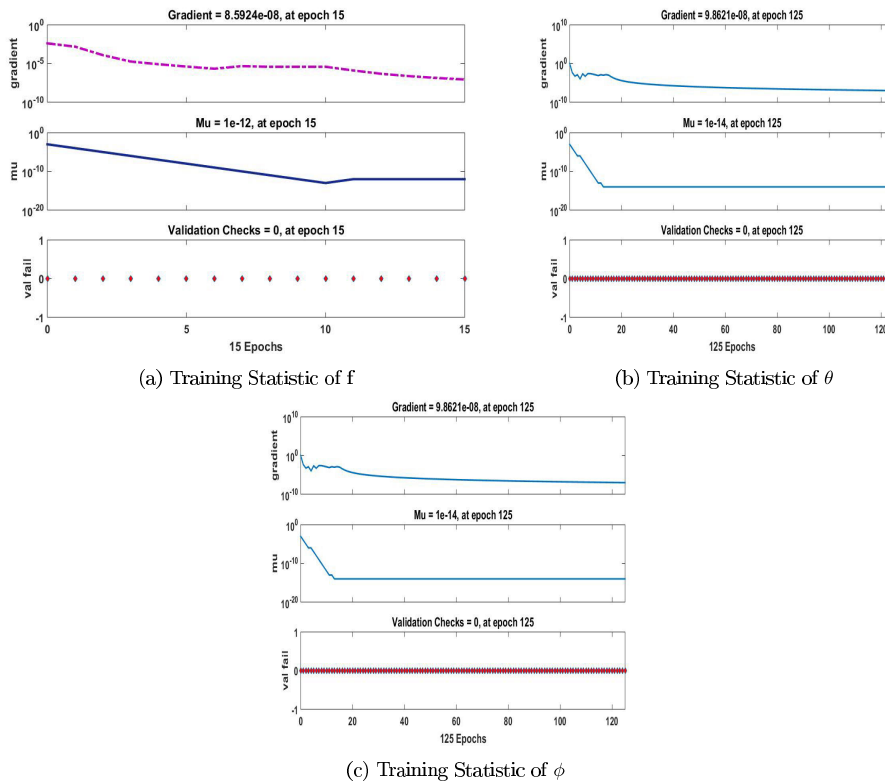 Gradient = 8.5924e-08, at epoch 15
10^0
10^-5
10^-10
gradient
Mu = 1e-12, at epoch 15
10^0
10^-10
10^-20
mu
Validation Checks = 0, at epoch 15
1
0
-1
val fail
0 5 10 15
15 Epochs
(a) Training Statistic of f
Gradient = 9.8621e-08, at epoch 125
10^10
10^0
10^-10
gradient
Mu = 1e-14, at epoch 125
10^0
10^-10
10^-20
mu
Validation Checks = 0, at epoch 125
1
0
-1
val fail
0 20 40 60 80 100 120
125 Epochs
(b) Training Statistic of θ
Gradient = 9.8621e-08, at epoch 125
10^10
10^0
10^-10
gradient
Mu = 1e-14, at epoch 125
10^0
10^-10
10^-20
mu
Validation Checks = 0, at epoch 125
1
0
-1
val fail
0 20 40 60 80 100 120
125 Epochs
(c) Training Statistic of ϕ